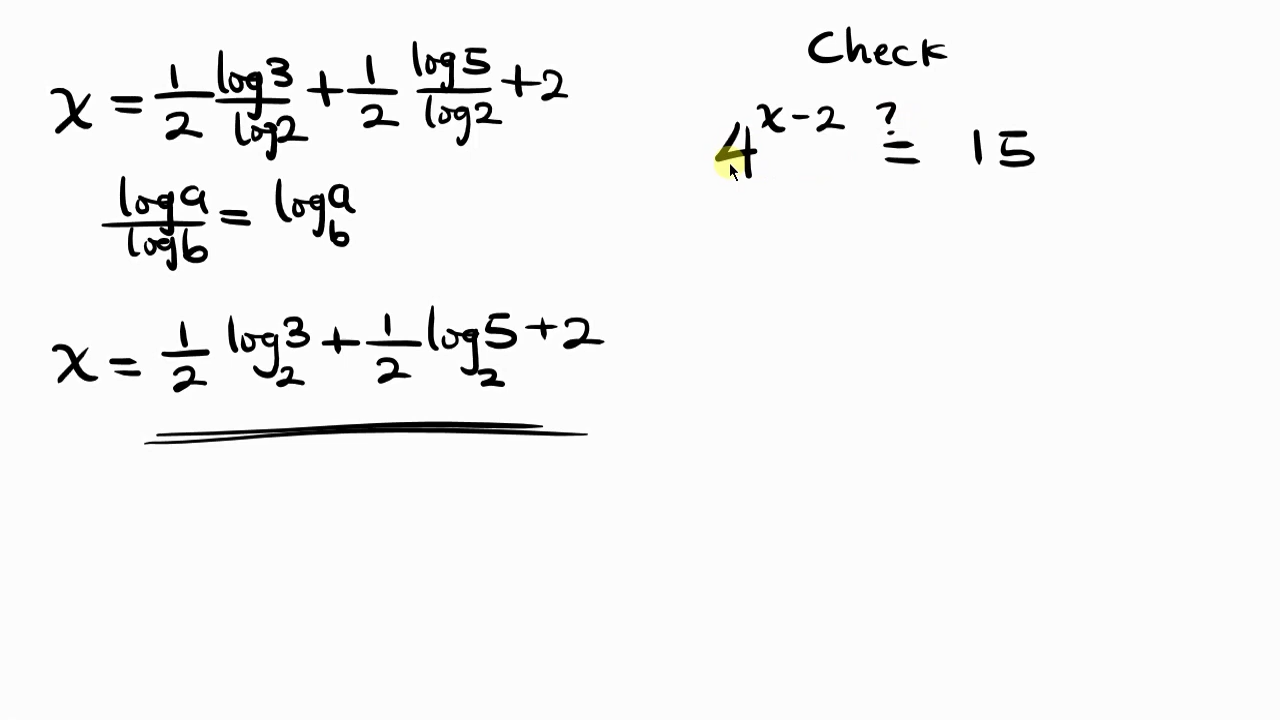 x = 1/2 log3/log2 + 1/2 log5/log2 + 2
loga/logb = log_b a
x = 1/2 log_2 3 + 1/2 log_2 5 + 2
Check
4^(x-2) ?= 15